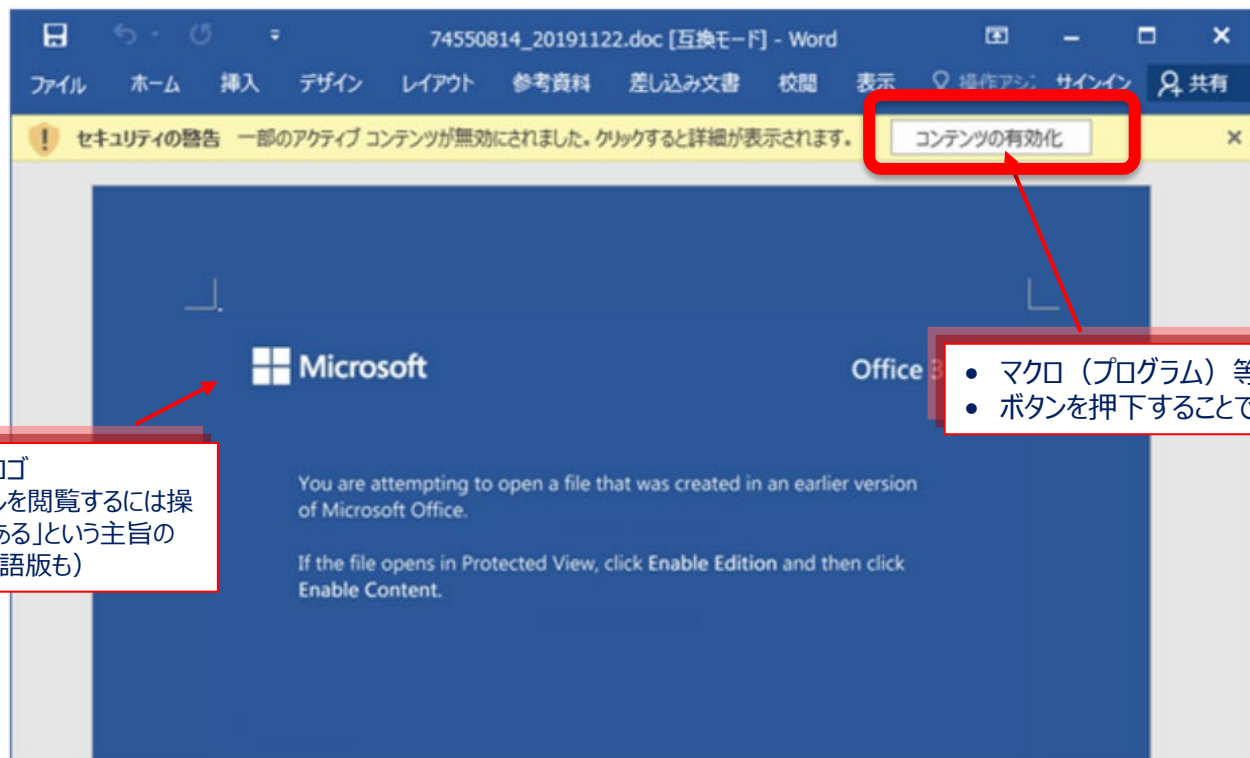 74550814_20191122.doc [互換モード] - Word
ファイル ホーム 挿入 デザイン レイアウト 参考資料 差し込み文書 校閲 表示 操作アシ サインイン 共有
セキュリティの警告 一部のアクティブ コンテンツが無効にされました。クリックすると詳細が表示されます。 コンテンツの有効化
Microsoft
Office
• マクロ（プログラム）等
• ボタンを押下することで
ロゴ
ルを閲覧するには操
ある」という主旨の
語版も）
You are attempting to open a file that was created in an earlier version
of Microsoft Office.
If the file opens in Protected View, click Enable Edition and then click
Enable Content.